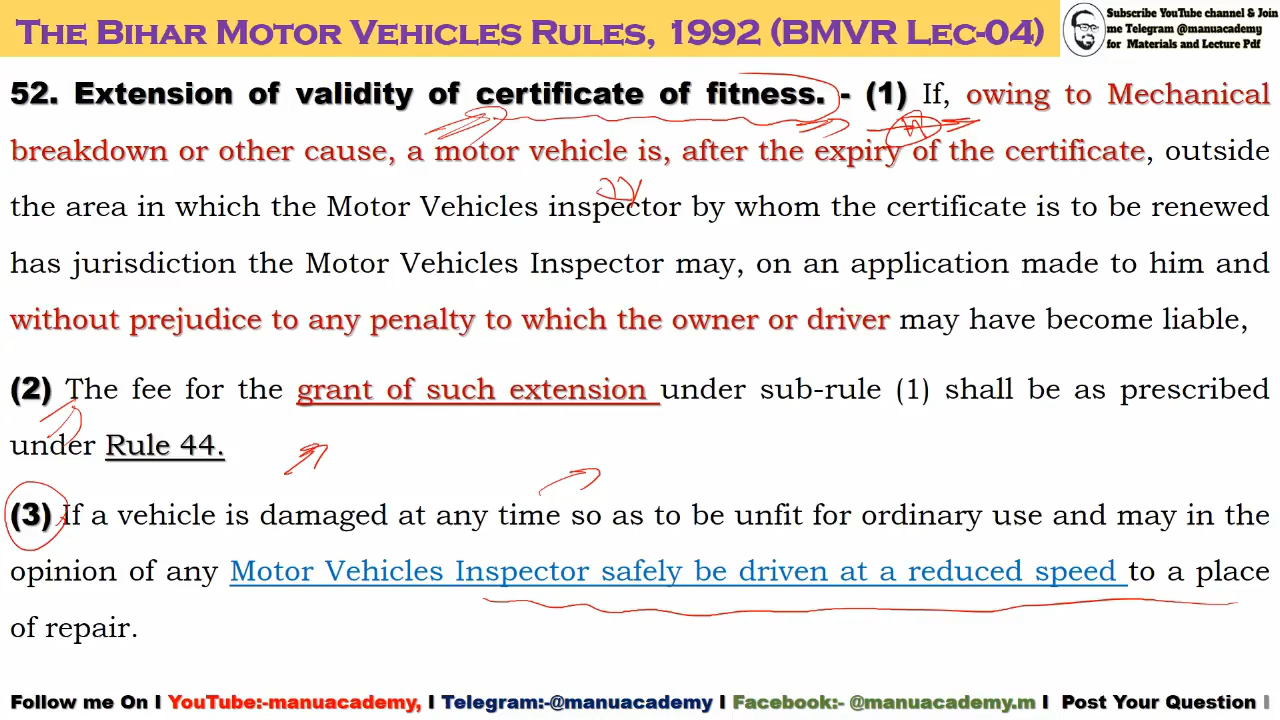 THE BIHAR MOTOR VEHICLES RULES, 1992 (BMVR LEC-04)
Subscribe YouTube channel & Join
me Telegram @manuacademy
for Materials and Lecture Pdf
52. Extension of validity of certificate of fitness. - (1) If, owing to Mechanical
breakdown or other cause, a motor vehicle is, after the expiry of the certificate, outside
the area in which the Motor Vehicles inspector by whom the certificate is to be renewed
has jurisdiction the Motor Vehicles Inspector may, on an application made to him and
without prejudice to any penalty to which the owner or driver may have become liable,
(2) The fee for the grant of such extension under sub-rule (1) shall be as prescribed
under Rule 44.
(3) If a vehicle is damaged at any time so as to be unfit for ordinary use and may in the
opinion of any Motor Vehicles Inspector safely be driven at a reduced speed to a place
of repair.
Follow me On I YouTube:-manuacademy, I Telegram:-@manuacademy I Facebook:- @manuacademy.m I Post Your Question I